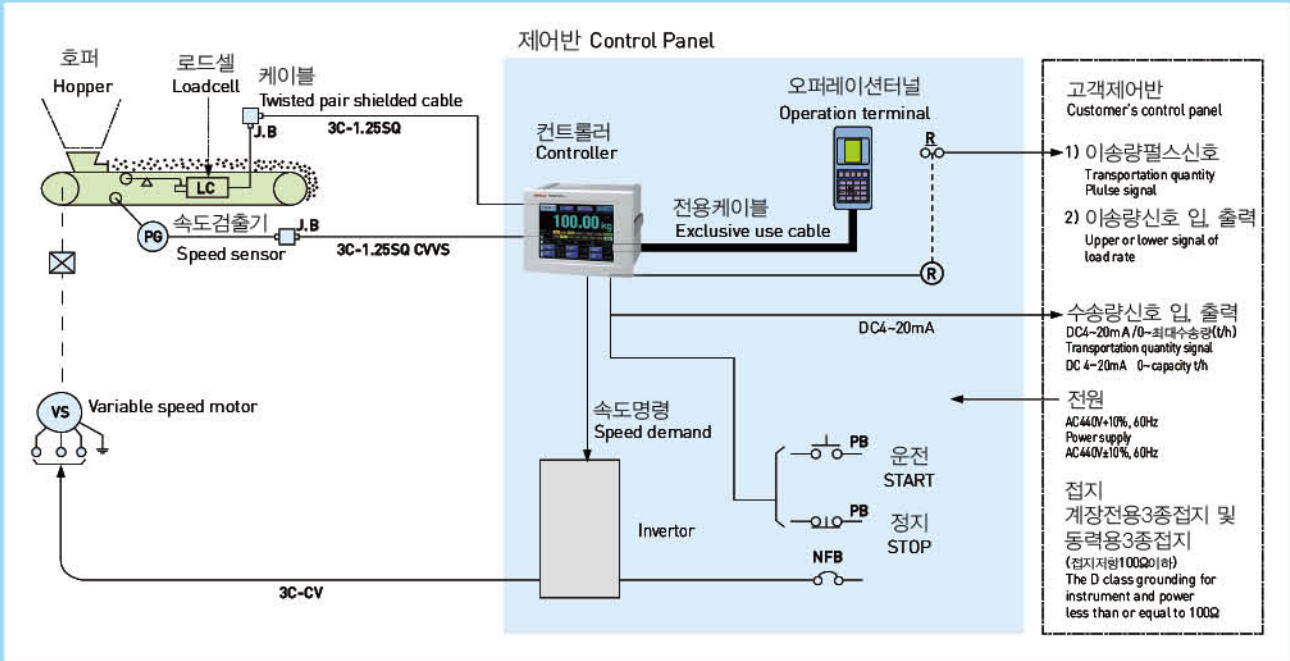 제어반 Control Panel
호퍼
Hopper
로드셀
Loadcell
케이블
Twisted pair shielded cable
J.B
3C-1.25SQ
LC
PG
속도검출기
Speed sensor
J.B
3C-1.25SQ CVVS
VS
Variable speed motor
3C-CV
컨트롤러
Controller
100.00 kg
오퍼레이션터널
Operation terminal
전용케이블
Exclusive use cable
R
R
DC4~20mA
속도명령
Speed demand
Invertor
PB
운전
START
PB
정지
STOP
NFB
고객제어반
Customer's control panel
1) 이송량펄스신호
Transportation quantity
Plulse signal
2) 이송량신호 입, 출력
Upper or lower signal of
load rate
수송량신호 입, 출력
DC4~20mA/0~최대수송량(t/h)
Transportation quantity signal
DC 4~20mA 0~capacity t/h
전원
AC440V+10%, 60Hz
Power supply
AC440V±10%, 60Hz
접지
계장전용3종접지 및
동력용3종접지
(접지저항100Ω이하)
The D class grounding for
instrument and power
less than or equal to 100Ω